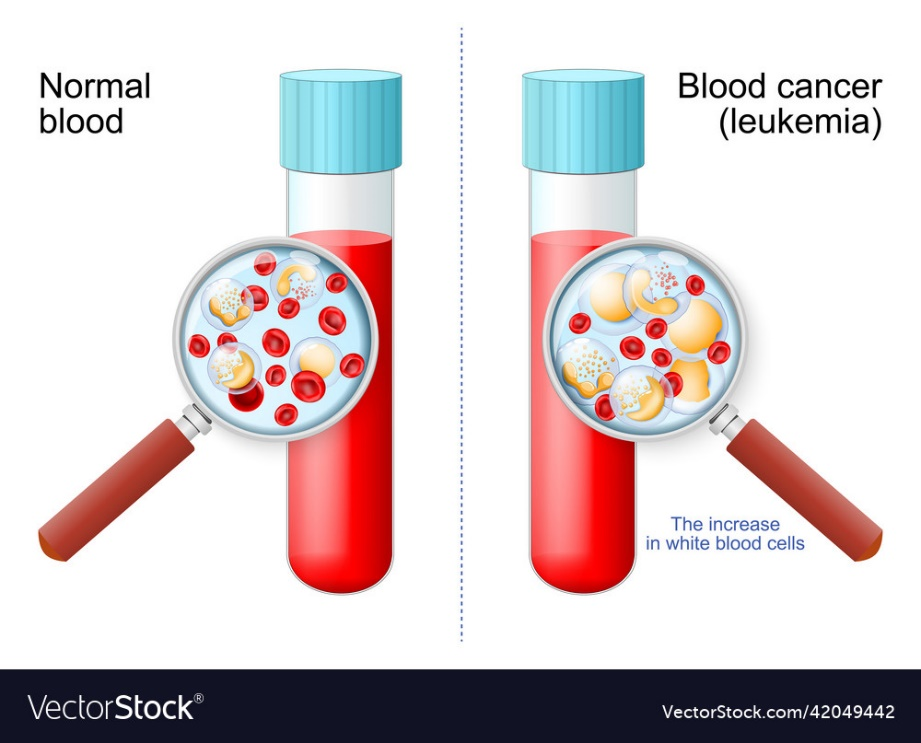 Normal
blood
Blood cancer
(leukemia)
The increase
in white blood cells
VectorStock®
VectorStock.com/42049442